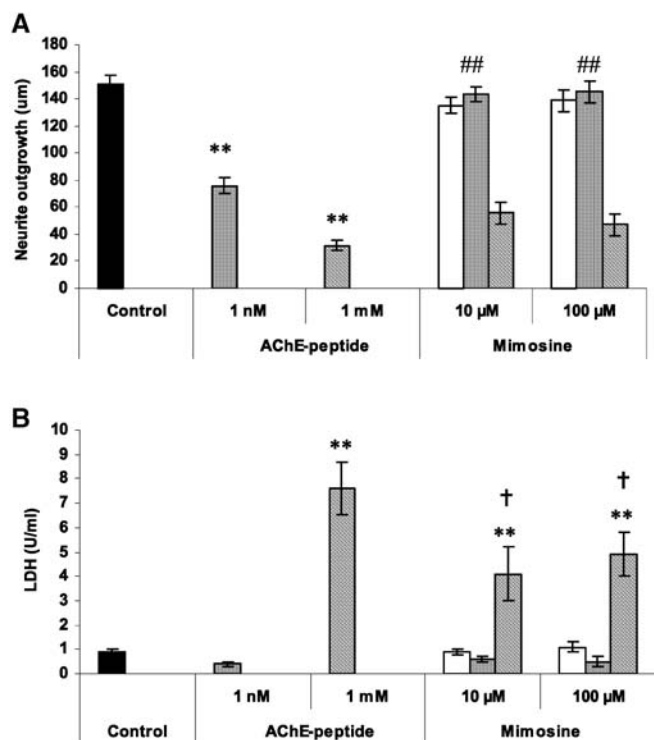 A
Neurite outgrowth (um)
180
160
140
120
100
80
60
40
20
0
**
**
##
##
Control
1 nM
1 mM
10 µM
100 µM
AChE-peptide
Mimosine
B
LDH (U/ml)
10
9
8
7
6
5
4
3
2
1
0
**
†
**
†
**
1 nM
1 mM
10 µM
100 µM
Control
AChE-peptide
Mimosine